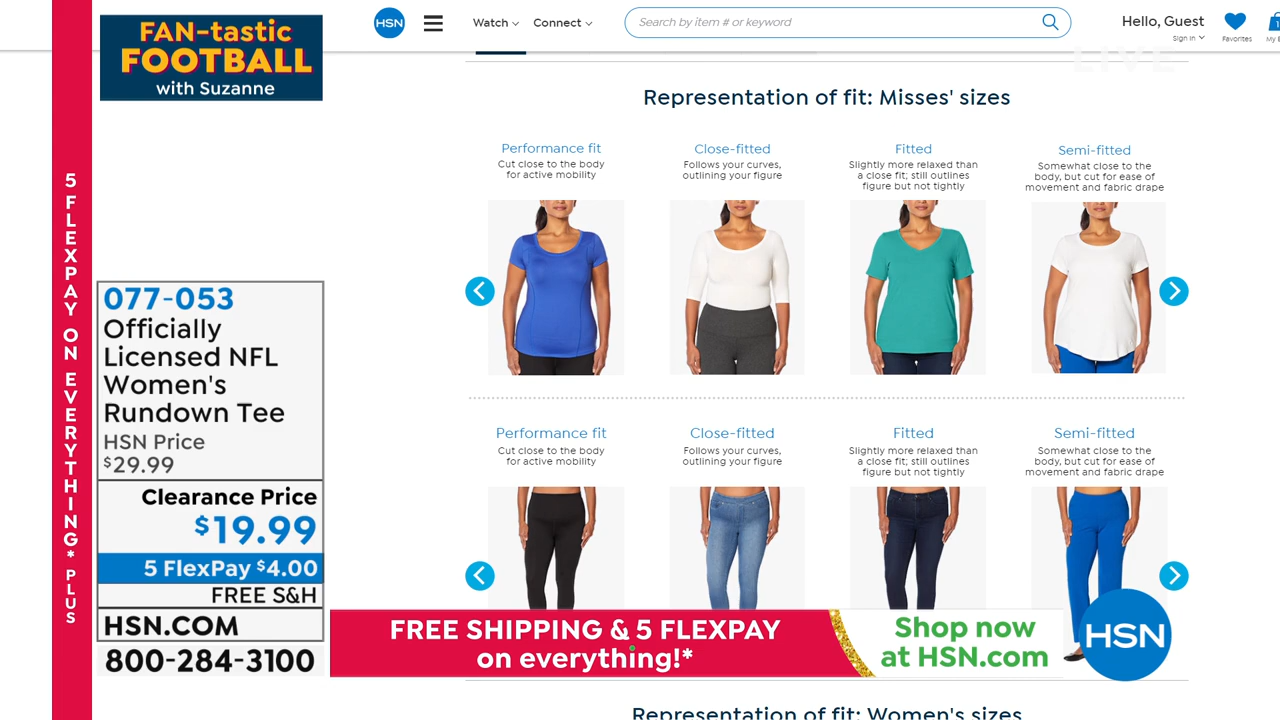 FAN-tastic
FOOTBALL
with Suzanne
HSN
Watch
Connect
Search by item # or keyword
Hello, Guest
Sign In
Favorites
My
LIVE
5 FLEXPAY ON EVERYTHING* PLUS
Representation of fit: Misses' sizes
Performance fit
Cut close to the body
for active mobility
Close-fitted
Follows your curves,
outlining your figure
Fitted
Slightly more relaxed than
a close fit; still outlines
figure but not tightly
Semi-fitted
Somewhat close to the
body, but cut for ease of
movement and fabric drape
077-053
Officially
Licensed NFL
Women's
Rundown Tee
HSN Price
$29.99
Clearance Price
$19.99
5 FlexPay $4.00
FREE S&H
HSN.COM
800-284-3100
Performance fit
Cut close to the body
for active mobility
Close-fitted
Follows your curves,
outlining your figure
Fitted
Slightly more relaxed than
a close fit; still outlines
figure but not tightly
Semi-fitted
Somewhat close to the
body, but cut for ease of
movement and fabric drape
FREE SHIPPING & 5 FLEXPAY
on everything!*
Shop now
at HSN.com
HSN
Representation of fit: Women's sizes